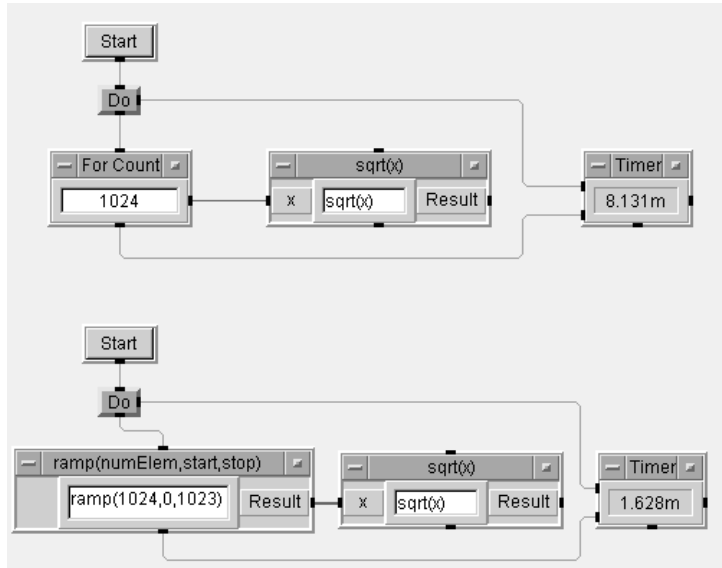 Start
Do
For Count
1024
sqrt(x)
x
sqrt(x)
Result
Timer
8.131m
Start
Do
ramp(numElem,start,stop)
ramp(1024,0,1023)
Result
sqrt(x)
x
sqrt(x)
Result
Timer
1.628m